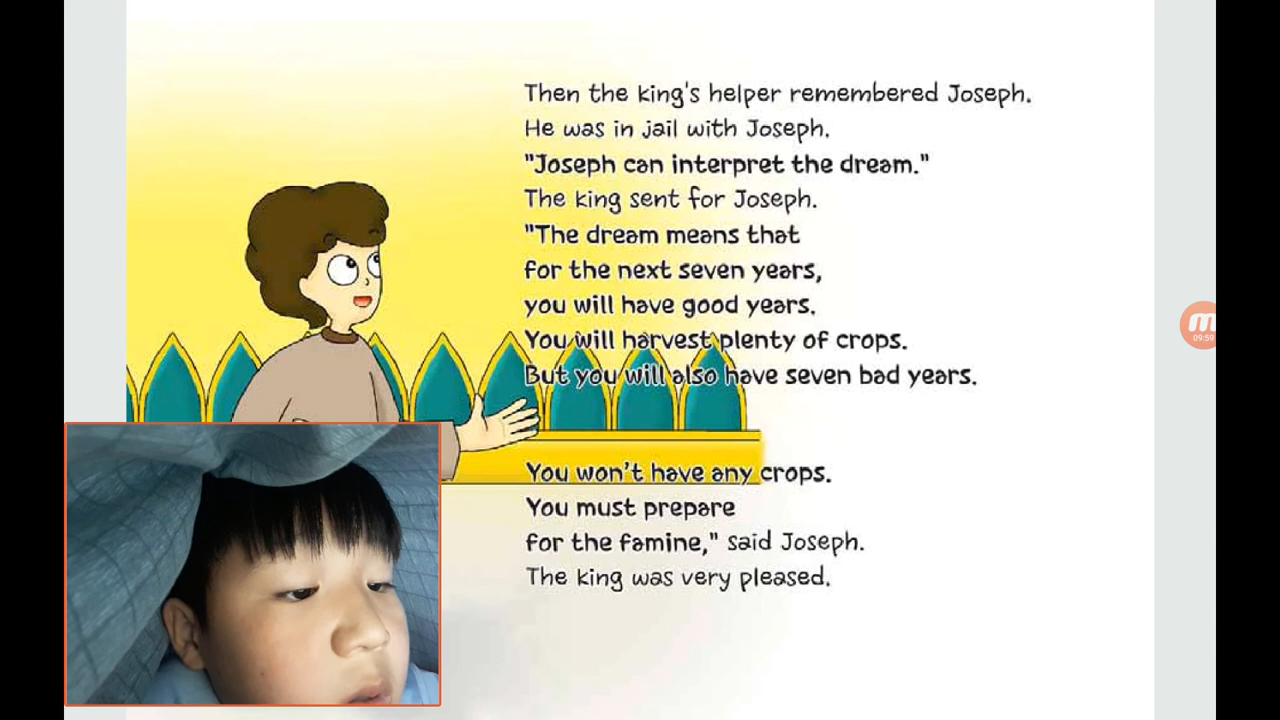 Then the king's helper remembered Joseph.
He was in jail with Joseph.
"Joseph can interpret the dream."
The king sent for Joseph.
"The dream means that
for the next seven years,
you will have good years.
You will harvest plenty of crops.
But you will also have seven bad years.
You won't have any crops.
You must prepare
for the famine," said Joseph.
The king was very pleased.
09:59